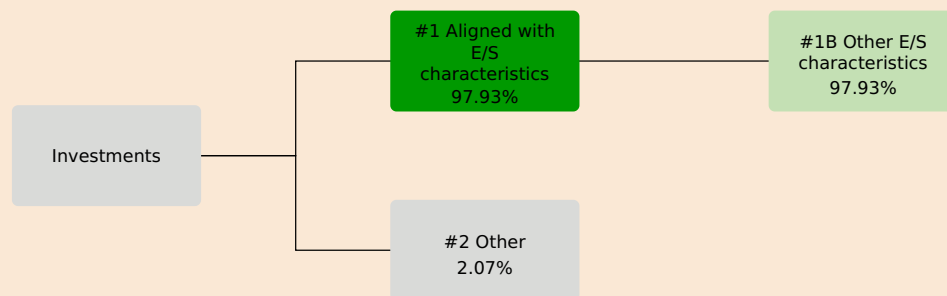 #1 Aligned with
E/S
characteristics
97.93%
#1B Other E/S
characteristics
97.93%
Investments
#2 Other
2.07%